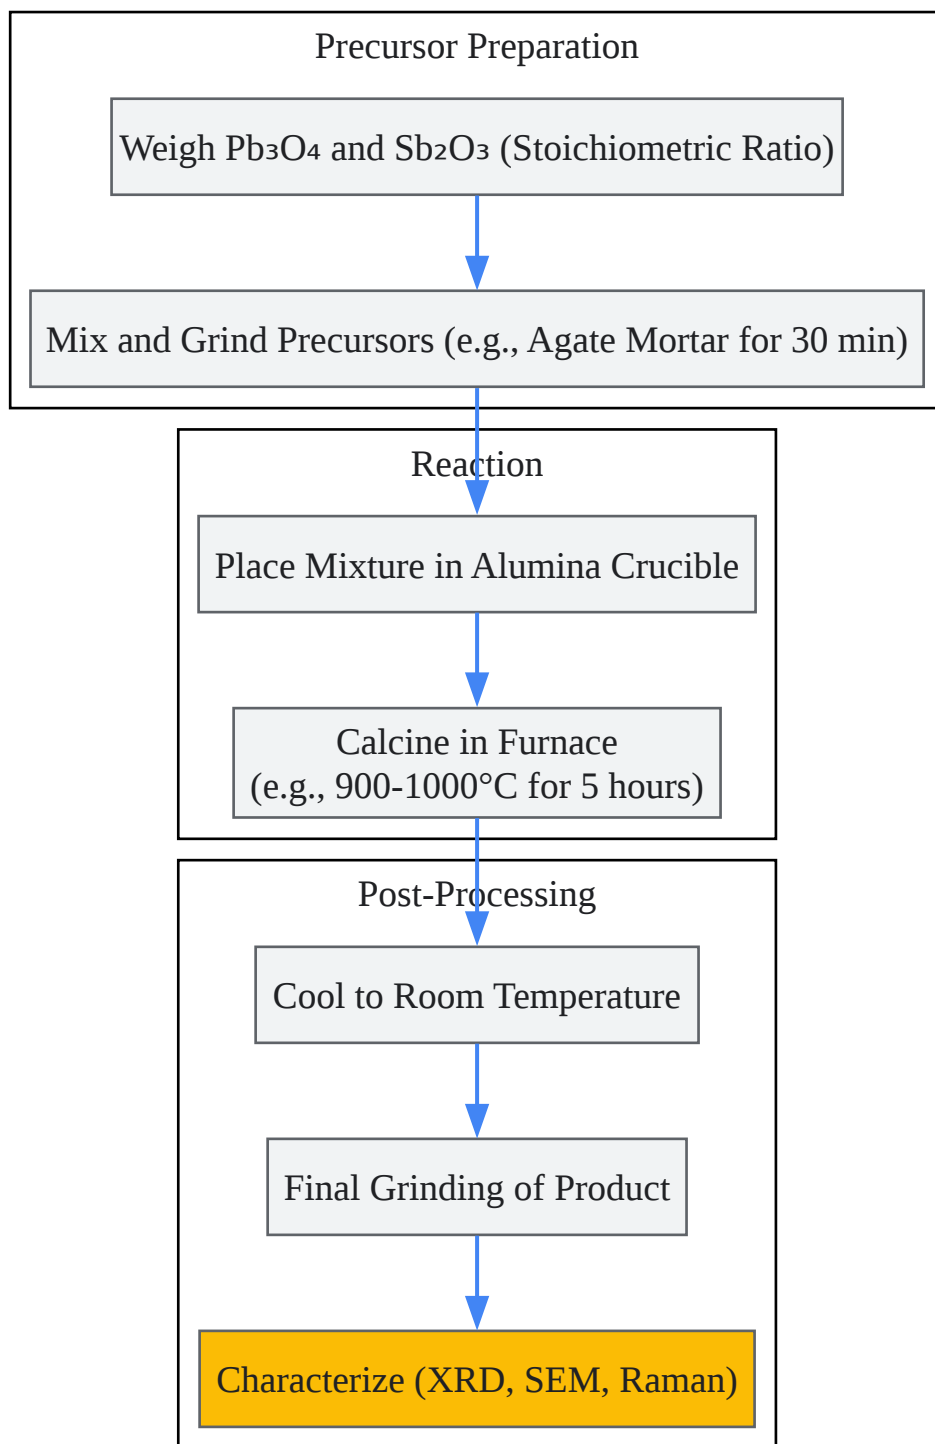 Precursor Preparation
Weigh Pb₃O₄ and Sb₂O₃ (Stoichiometric Ratio)
Mix and Grind Precursors (e.g., Agate Mortar for 30 min)
Reaction
Place Mixture in Alumina Crucible
Calcine in Furnace
(e.g., 900-1000°C for 5 hours)
Post-Processing
Cool to Room Temperature
Final Grinding of Product
Characterize (XRD, SEM, Raman)